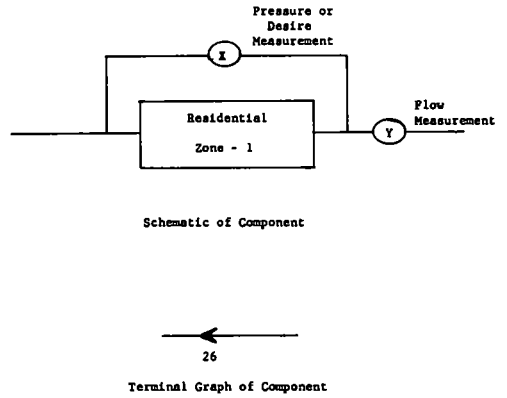 Pressure or
Desire
Measurement
X
Residential
Zone - 1
Flow
Measurement
Y
Schematic of Component
26
Terminal Graph of Component